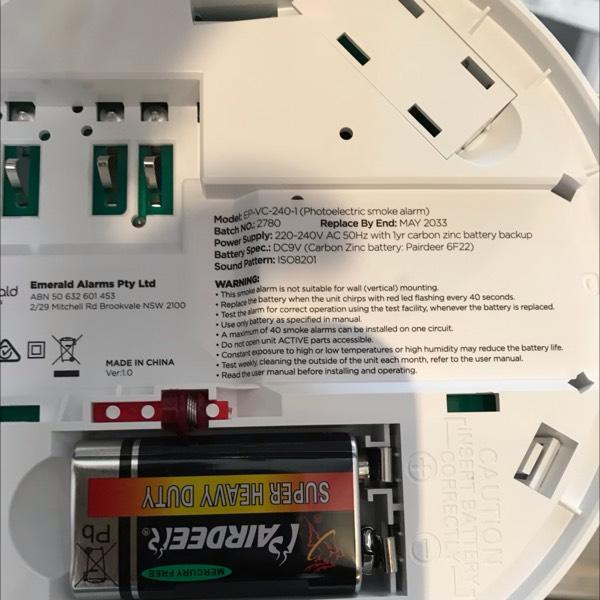 Model: EP-VC-240-1 (Photoelectric smoke alarm)
Batch NO.: 2780 Replace By End: MAY 2033
Power Supply: 220-240V AC 50Hz with 1yr carbon zinc battery backup
Battery Spec.: DC9V (Carbon Zinc battery: Pairdeer 6F22)
Sound Pattern: ISO8201
WARNING:
• This smoke alarm is not suitable for wall (vertical) mounting.
• Replace the battery when the unit chirps with red led flashing every 40 seconds.
• Test the alarm for correct operation using the test facility, whenever the battery is replaced.
• Use only battery as specified in manual.
• A maximum of 40 smoke alarms can be installed on one circuit.
• Do not open unit ACTIVE parts accessible.
• Constant exposure to high or low temperatures or high humidity may reduce the battery life.
• Test weekly, cleaning the outside of the unit each month, refer to the user manual.
• Read the user manual before installing and operating.
Emerald Alarms Pty Ltd
ABN 50 632 601 453
2/29 Mitchell Rd Brookvale NSW 2100
MADE IN CHINA
Ver:1.0
SUPER HEAVY DUTY
PAIRDEER®
MERCURY FREE
Pb
CAUTION
INSERT BATTERY
CORRECTLY